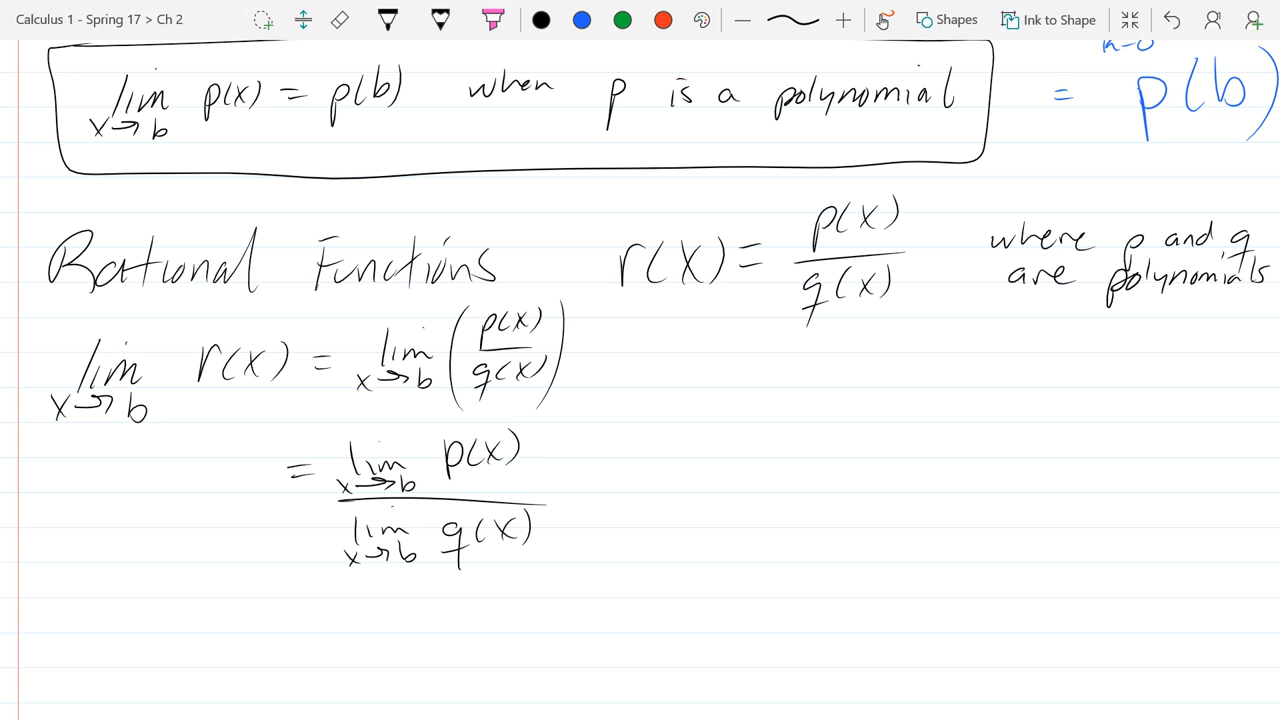 Calculus 1 - Spring 17 > Ch 2
Shapes
Ink to Shape
lim x→b p(x) = p(b) when p is a polynomial
= p(b)
Rational Functions r(x) = p(x) / q(x) where p and q are polynomials
lim x→b r(x) = lim x→b (p(x) / q(x))
= lim x→b p(x) / lim x→b q(x)